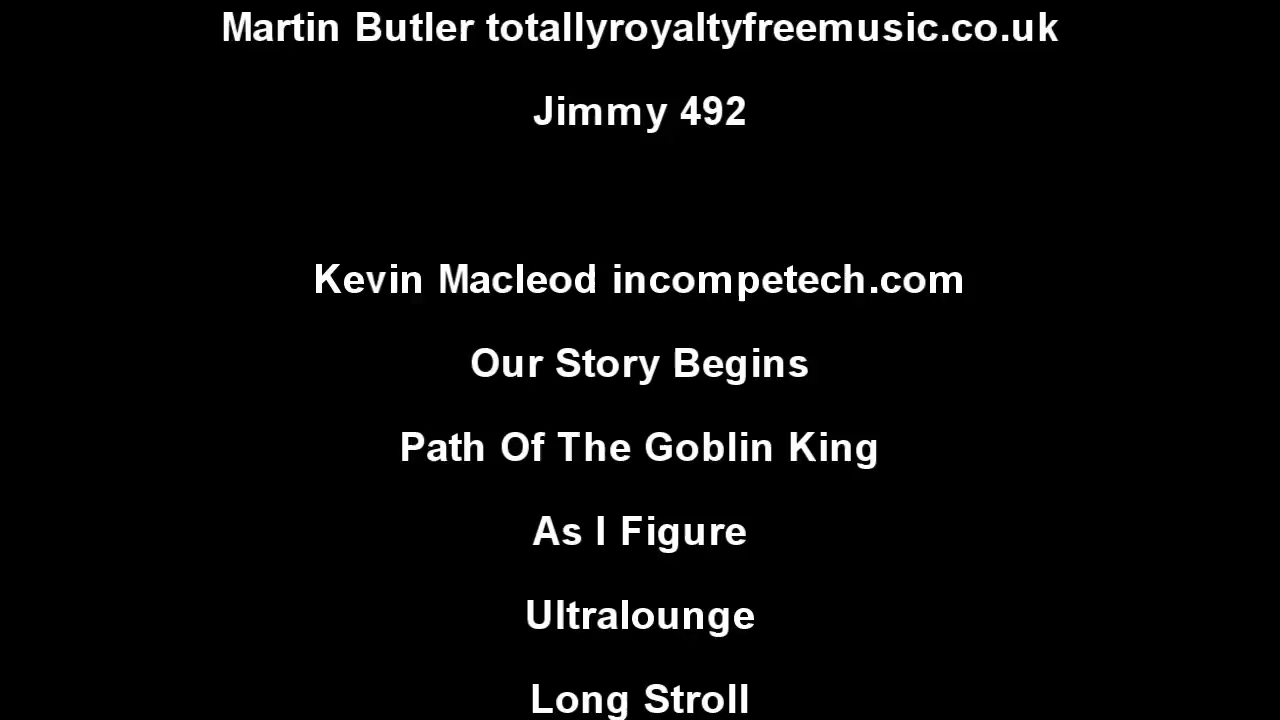 Martin Butler totallyroyaltyfreemusic.co.uk
Jimmy 492
Kevin Macleod incompetech.com
Our Story Begins
Path Of The Goblin King
As I Figure
Ultralounge
Long Stroll